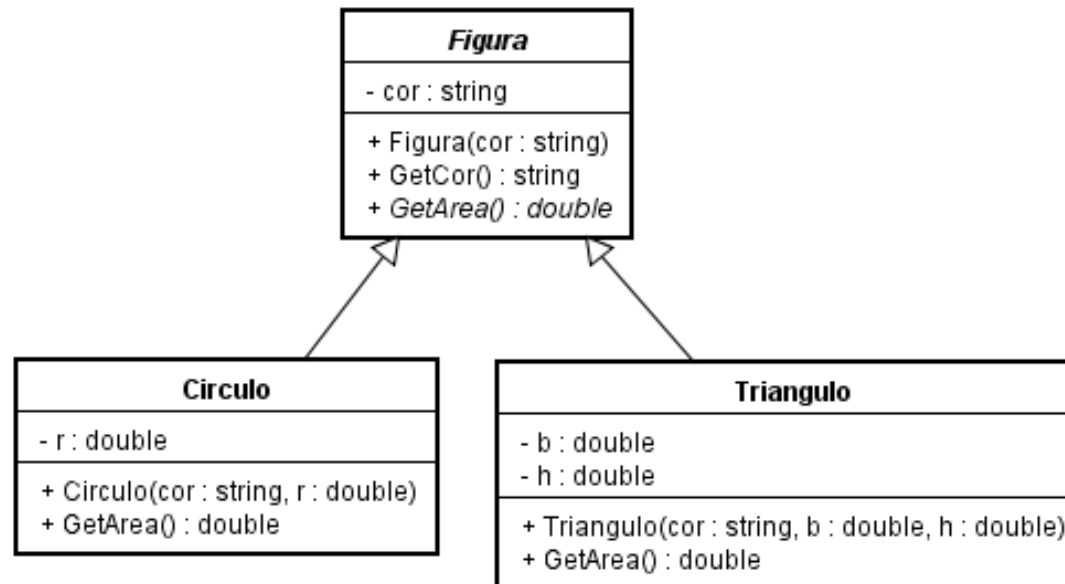 Figura
- cor : string
+ Figura(cor : string)
+ GetCor() : string
+ GetArea() : double
Circulo
- r : double
+ Circulo(cor : string, r : double)
+ GetArea() : double
Triangulo
- b : double
- h : double
+ Triangulo(cor : string, b : double, h : double)
+ GetArea() : double